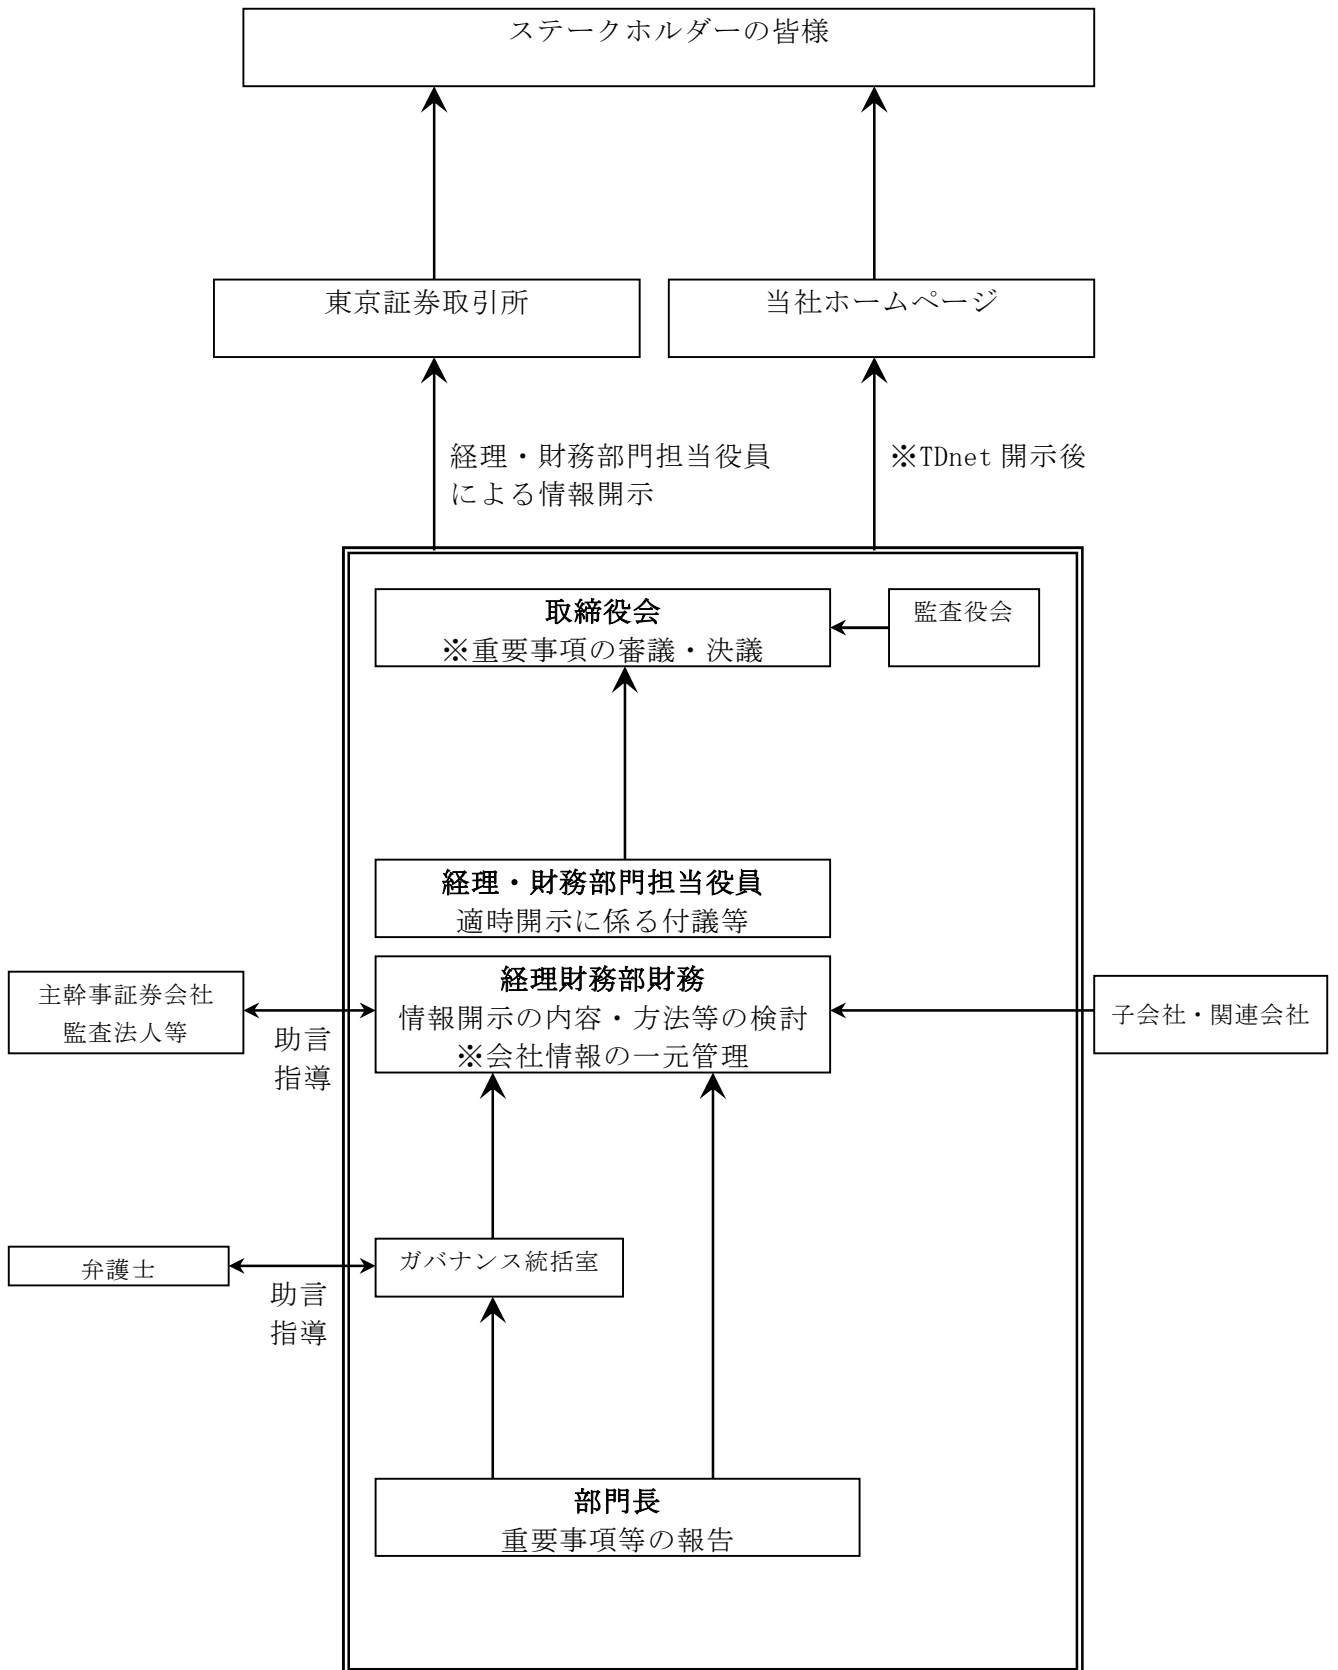 ステークホルダーの皆様
東京証券取引所
当社ホームページ
経理・財務部門担当役員
による情報開示
※TDnet 開示後
取締役会
※重要事項の審議・決議
監査役会
経理・財務部門担当役員
適時開示に係る付議等
経理財務部財務
情報開示の内容・方法等の検討
※会社情報の一元管理
主幹事証券会社
監査法人等
助言
指導
子会社・関連会社
ガバナンス統括室
弁護士
助言
指導
部門長
重要事項等の報告